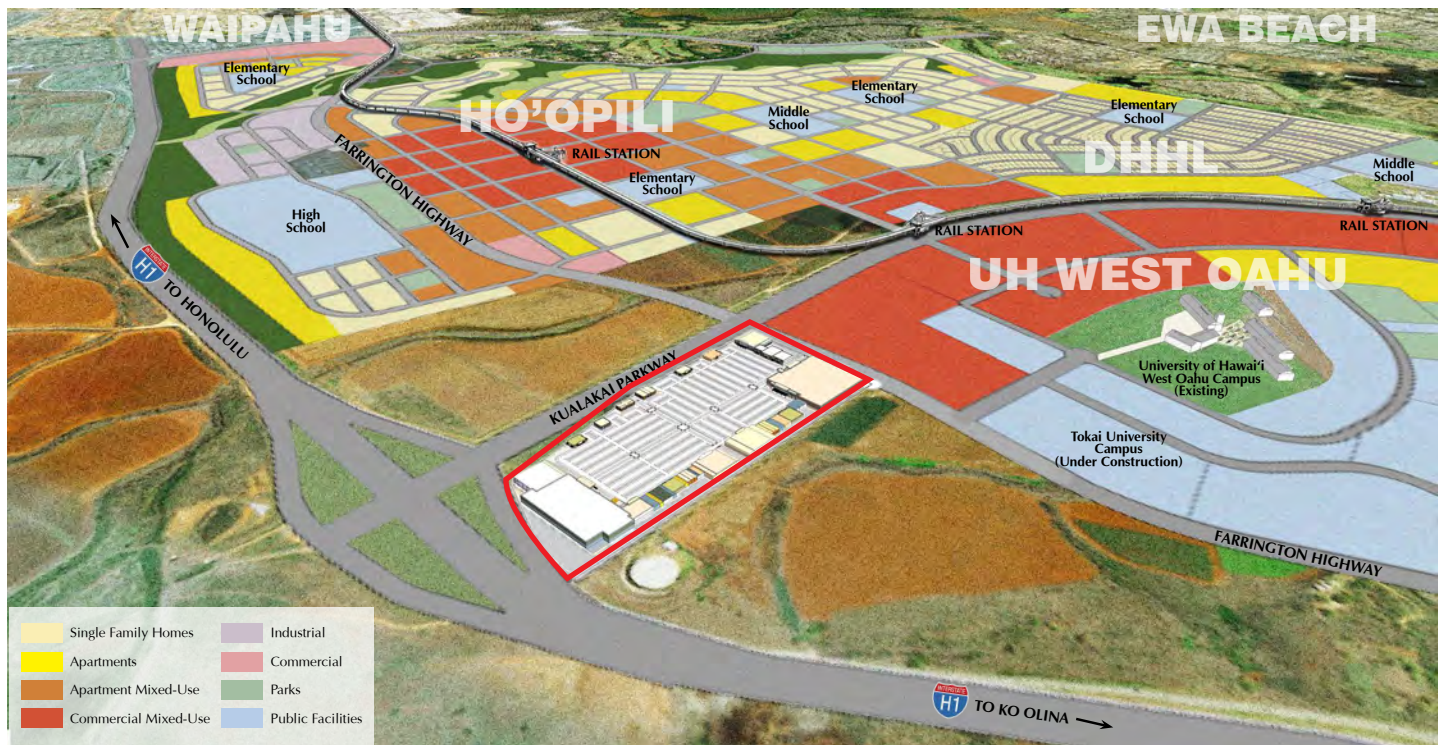 WAIPAHU
EWA BEACH
Elementary
School
HO'OPILI
Elementary
School
Middle
School
Elementary
School
DHHL
Middle
School
FARRINGTON HIGHWAY
RAIL STATION
Elementary
School
High
School
RAIL STATION
RAIL STATION
INTERSTATE
H1
TO HONOLULU
UH WEST OAHU
KUALAKAI PARKWAY
University of Hawai'i
West Oahu Campus
(Existing)
Tokai University
Campus
(Under Construction)
FARRINGTON HIGHWAY
Single Family Homes
Apartments
Apartment Mixed-Use
Commercial Mixed-Use
Industrial
Commercial
Parks
Public Facilities
INTERSTATE
H1
TO KO OLINA